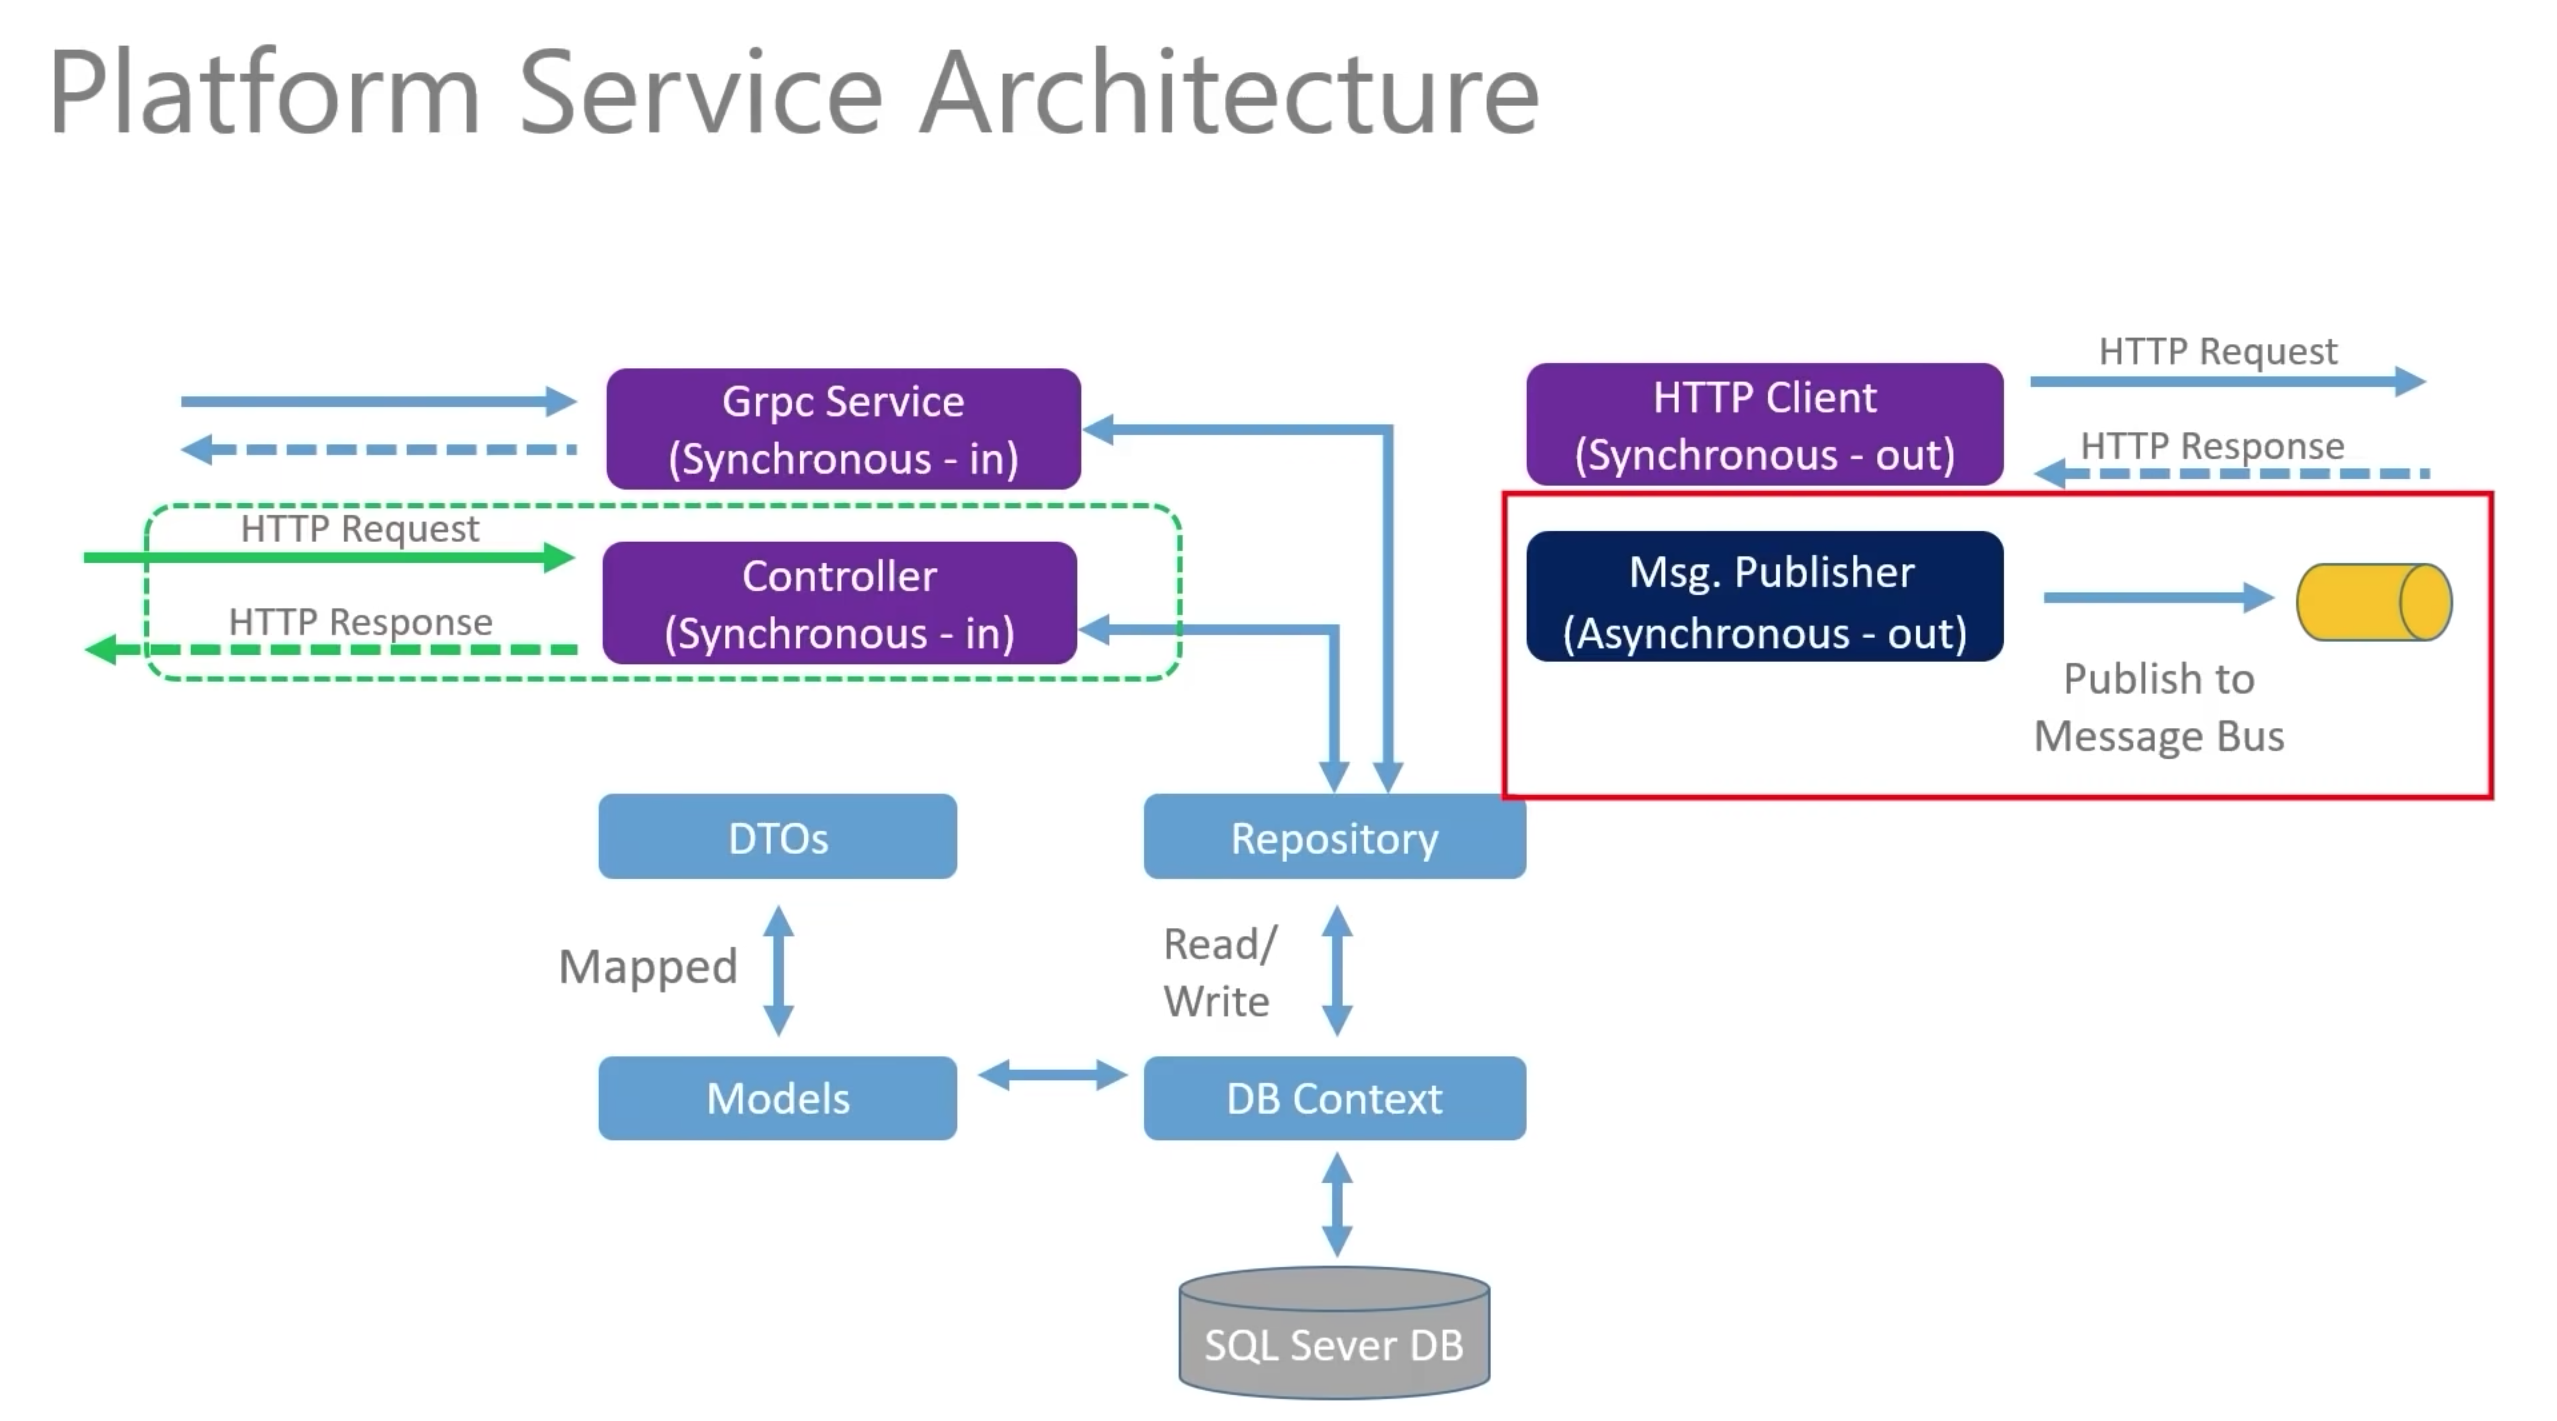 Platform Service Architecture
Grpc Service
(Synchronous - in)
HTTP Request
HTTP Response
Controller
(Synchronous - in)
HTTP Client
(Synchronous - out)
HTTP Request
HTTP Response
Msg. Publisher
(Asynchronous - out)
Publish to
Message Bus
DTOs
Repository
Mapped
Read/
Write
Models
DB Context
SQL Sever DB